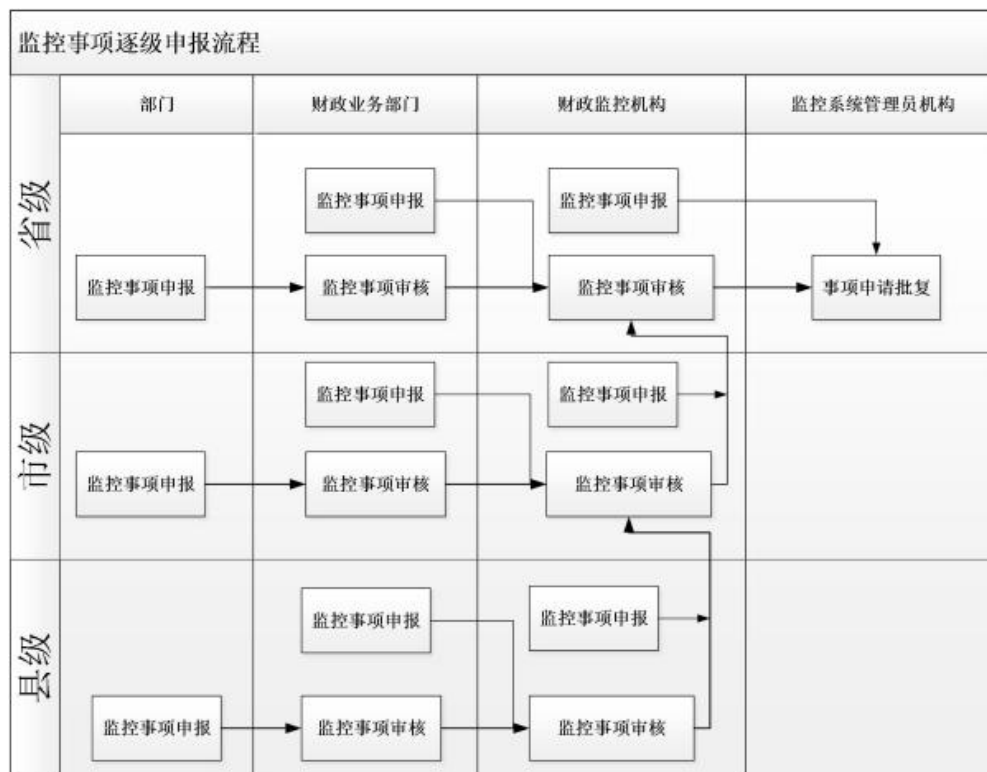 监控事项逐级申报流程
部门
财政业务部门
财政监控机构
监控系统管理员机构
省级
监控事项申报
监控事项申报
监控事项申报
监控事项审核
监控事项审核
事项申请批复
市级
监控事项申报
监控事项申报
监控事项申报
监控事项审核
监控事项审核
县级
监控事项申报
监控事项申报
监控事项申报
监控事项审核
监控事项审核